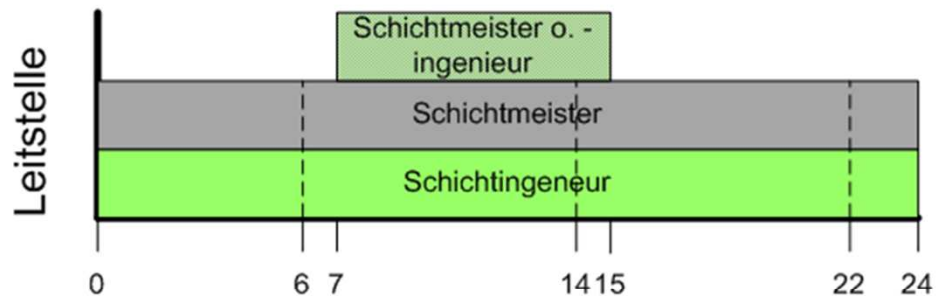 Leitstelle
Schichtmeister o. -
ingenieur
Schichtmeister
Schichtingeneur
0 6 7 14 15 22 24